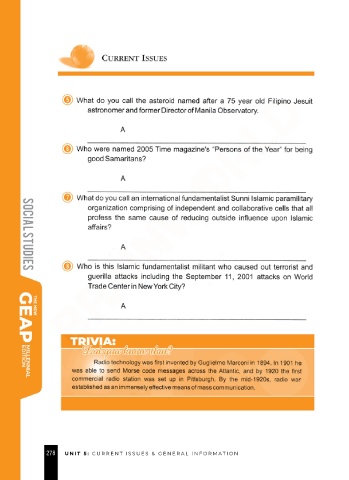 CURRENT ISSUES
5 What do you call the asteroid named after a 75 year old Filipino Jesuit
astronomer and former Director of Manila Observatory.
A
6 Who were named 2005 Time magazine's "Persons of the Year" for being
good Samaritans?
A
7 What do you call an international fundamentalist Sunni Islamic paramilitary
organization comprising of independent and collaborative cells that all
profess the same cause of reducing outside influence upon Islamic
affairs?
A
8 Who is this Islamic fundamentalist militant who caused out terrorist and
guerilla attacks including the September 11, 2001 attacks on World
Trade Center in New York City?
A
SOCIAL STUDIES
THE NEW
GEAP
MILLENNIAL
EDITION
TRIVIA:
Radio technology was first invented by Guglielmo Marconi in 1894. In 1901 he
was able to send Morse code messages across the Atlantic, and by 1920 the first
commercial radio station was set up in Pittsburgh. By the mid-1920s, radio war
established as an immensely effective means of mass communication.
278 UNIT 5: CURRENT ISSUES & GENERAL INFORMATION